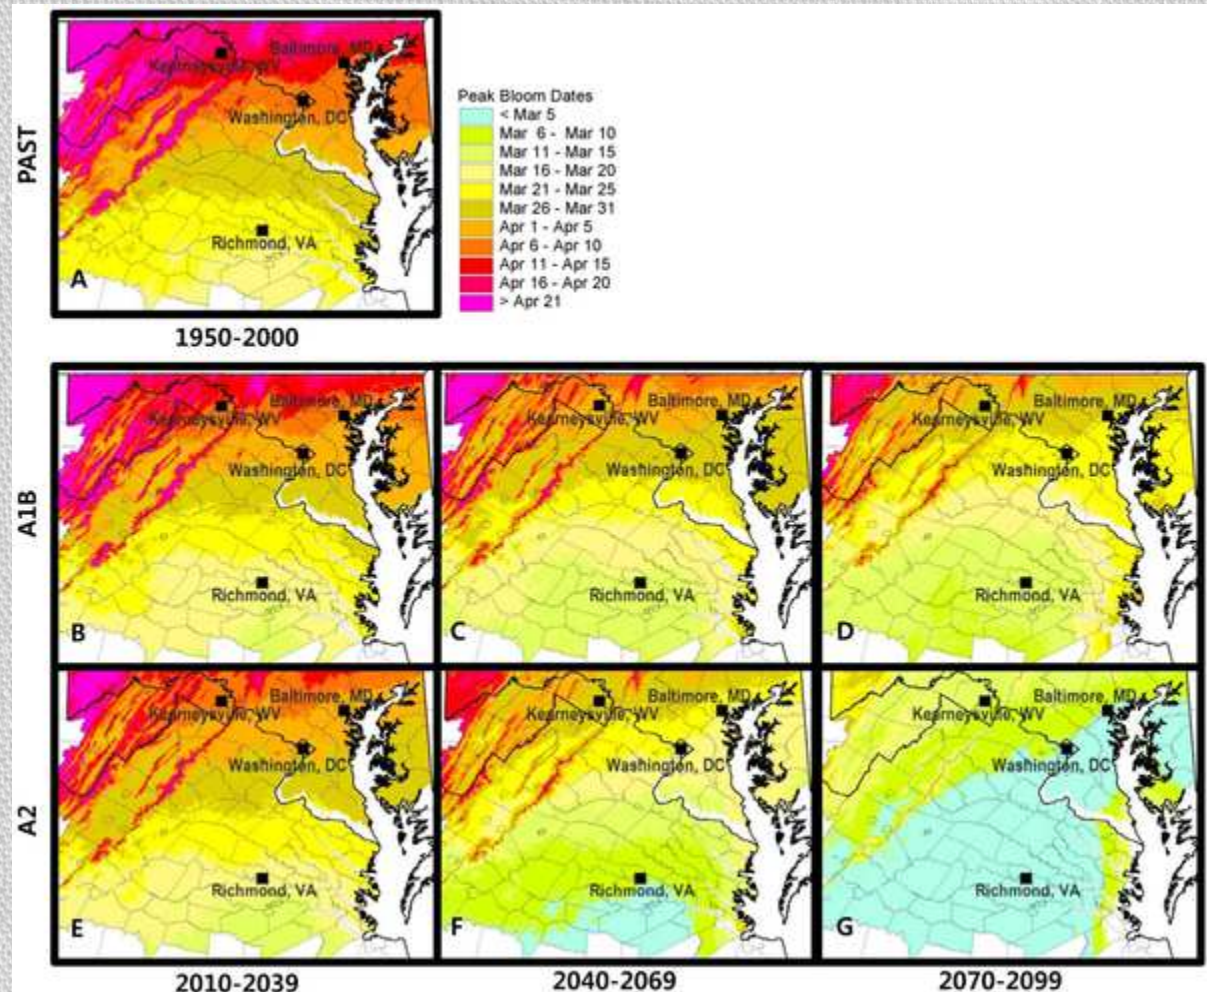 PAST
Kearneysville, WV
Baltimore, MD
Washington, DC
Richmond, VA
A
1950-2000
Peak Bloom Dates
< Mar 5
Mar 6 - Mar 10
Mar 11 - Mar 15
Mar 16 - Mar 20
Mar 21 - Mar 25
Mar 26 - Mar 31
Apr 1 - Apr 5
Apr 6 - Apr 10
Apr 11 - Apr 15
Apr 16 - Apr 20
> Apr 21
A1B
Kearneysville, WV
Baltimore, MD
Washington, DC
Richmond, VA
B
Kearneysville, WV
Baltimore, MD
Washington, DC
Richmond, VA
C
Kearneysville, WV
Baltimore, MD
Washington, DC
Richmond, VA
D
A2
Kearneysville, WV
Baltimore, MD
Washington, DC
Richmond, VA
E
Kearneysville, WV
Baltimore, MD
Washington, DC
Richmond, VA
F
Kearneysville, WV
Baltimore, MD
Washington, DC
Richmond, VA
G
2010-2039
2040-2069
2070-2099